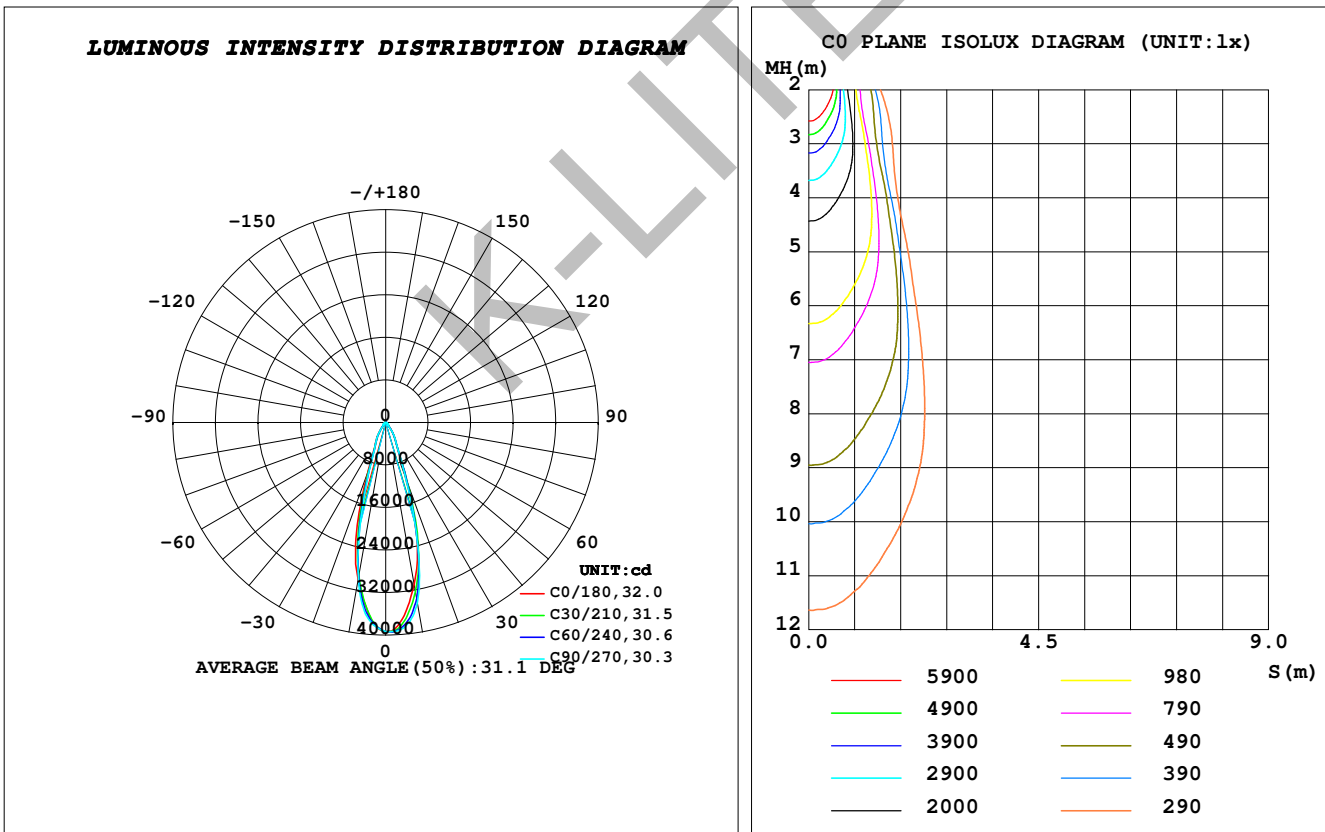 LUMINOUS INTENSITY DISTRIBUTION DIAGRAM
-/+180
-150
150
-120
120
-90
0
90
8000
16000
-60
24000
60
UNIT:cd
32000
C0/180,32.0
-30
30
C30/210,31.5
40000
C60/240,30.6
0
C90/270,30.3
AVERAGE BEAM ANGLE(50%):31.1 DEG
K-LITE
C0 PLANE ISOLUX DIAGRAM (UNIT:lx)
MH(m)
2
3
4
5
6
7
8
9
10
11
12
0.0 4.5 9.0
S(m)
5900 980
4900 790
3900 490
2900 390
2000 290